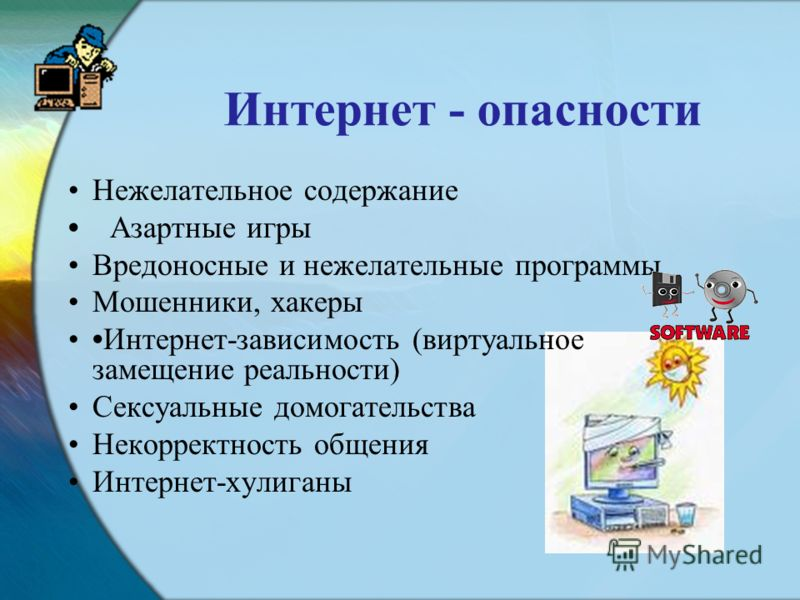 Интернет - опасности
• Нежелательное содержание
• Азартные игры
• Вредоносные и нежелательные программы
• Мошенники, хакеры
• •Интернет-зависимость (виртуальное
замещение реальности)
• Сексуальные домогательства
• Некорректность общения
• Интернет-хулиганы
SOFTWARE
MyShared